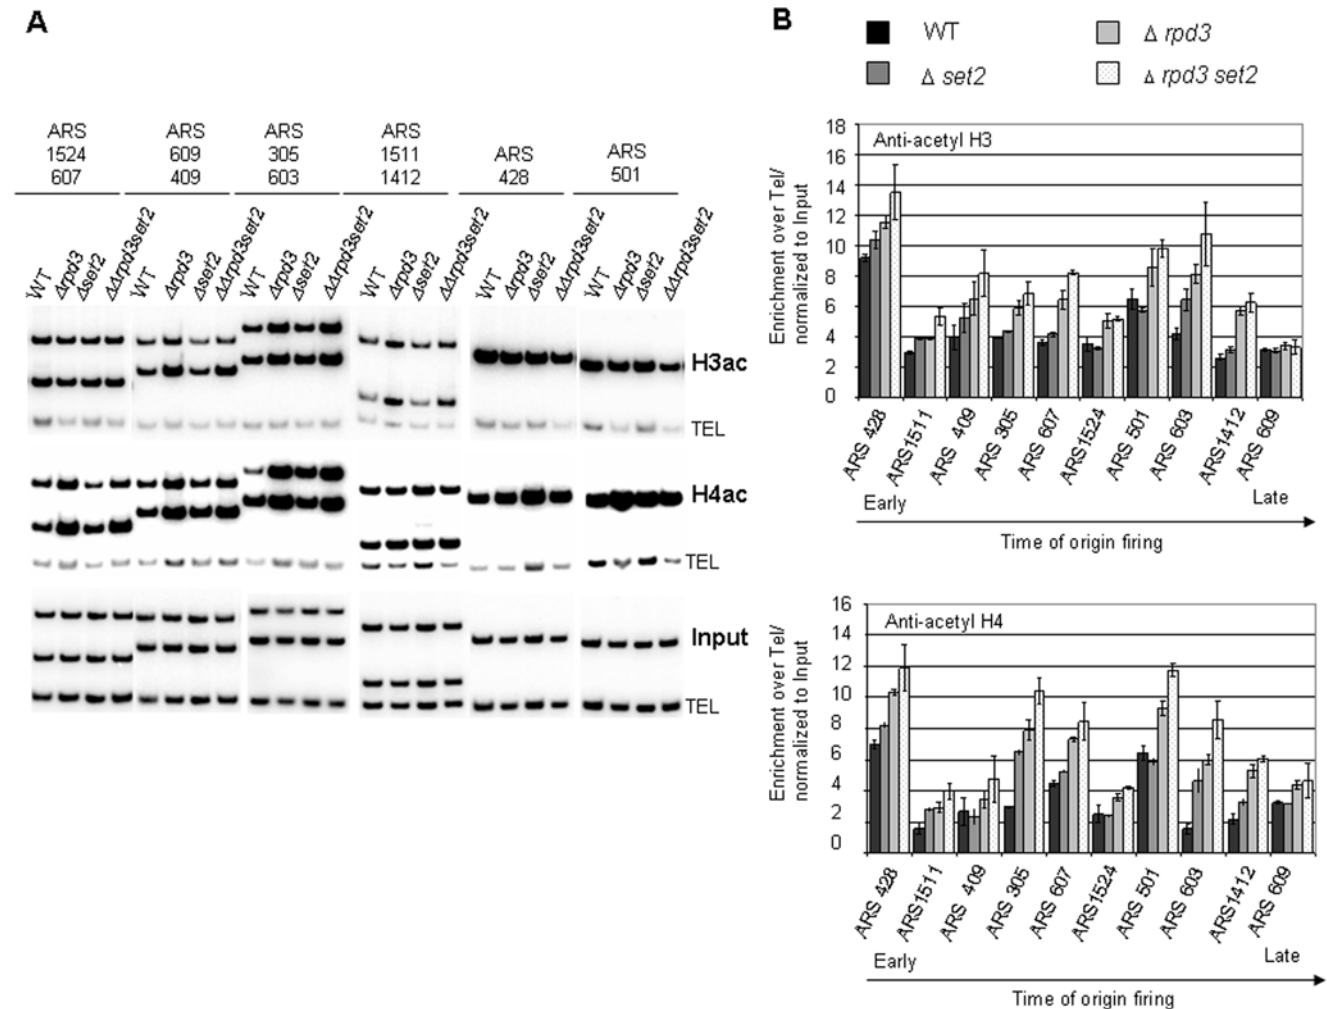 A
ARS
1524
607
ARS
609
409
ARS
305
603
ARS
1511
1412
ARS
428
ARS
501
WT
Δrpd3
Δset2
ΔΔrpd3set2
WT
Δrpd3
Δset2
ΔΔrpd3set2
WT
Δrpd3
Δset2
ΔΔrpd3set2
WT
Δrpd3
Δset2
ΔΔrpd3set2
WT
Δrpd3
Δset2
ΔΔrpd3set2
WT
Δrpd3
Δset2
ΔΔrpd3set2
H3ac
TEL
H4ac
TEL
Input
TEL
B
WT
Δ rpd3
Δ set2
Δ rpd3 set2
Anti-acetyl H3
Enrichment over Tel/
normalized to Input
18
16
14
12
10
8
6
4
2
0
ARS 428
ARS1511
ARS 409
ARS 305
ARS 607
ARS1524
ARS 501
ARS 603
ARS1412
ARS 609
Early
Late
Time of origin firing
Anti-acetyl H4
Enrichment over Tel/
normalized to Input
16
14
12
10
8
6
4
2
0
ARS 428
ARS1511
ARS 409
ARS 305
ARS 607
ARS1524
ARS 501
ARS 603
ARS1412
ARS 609
Early
Late
Time of origin firing